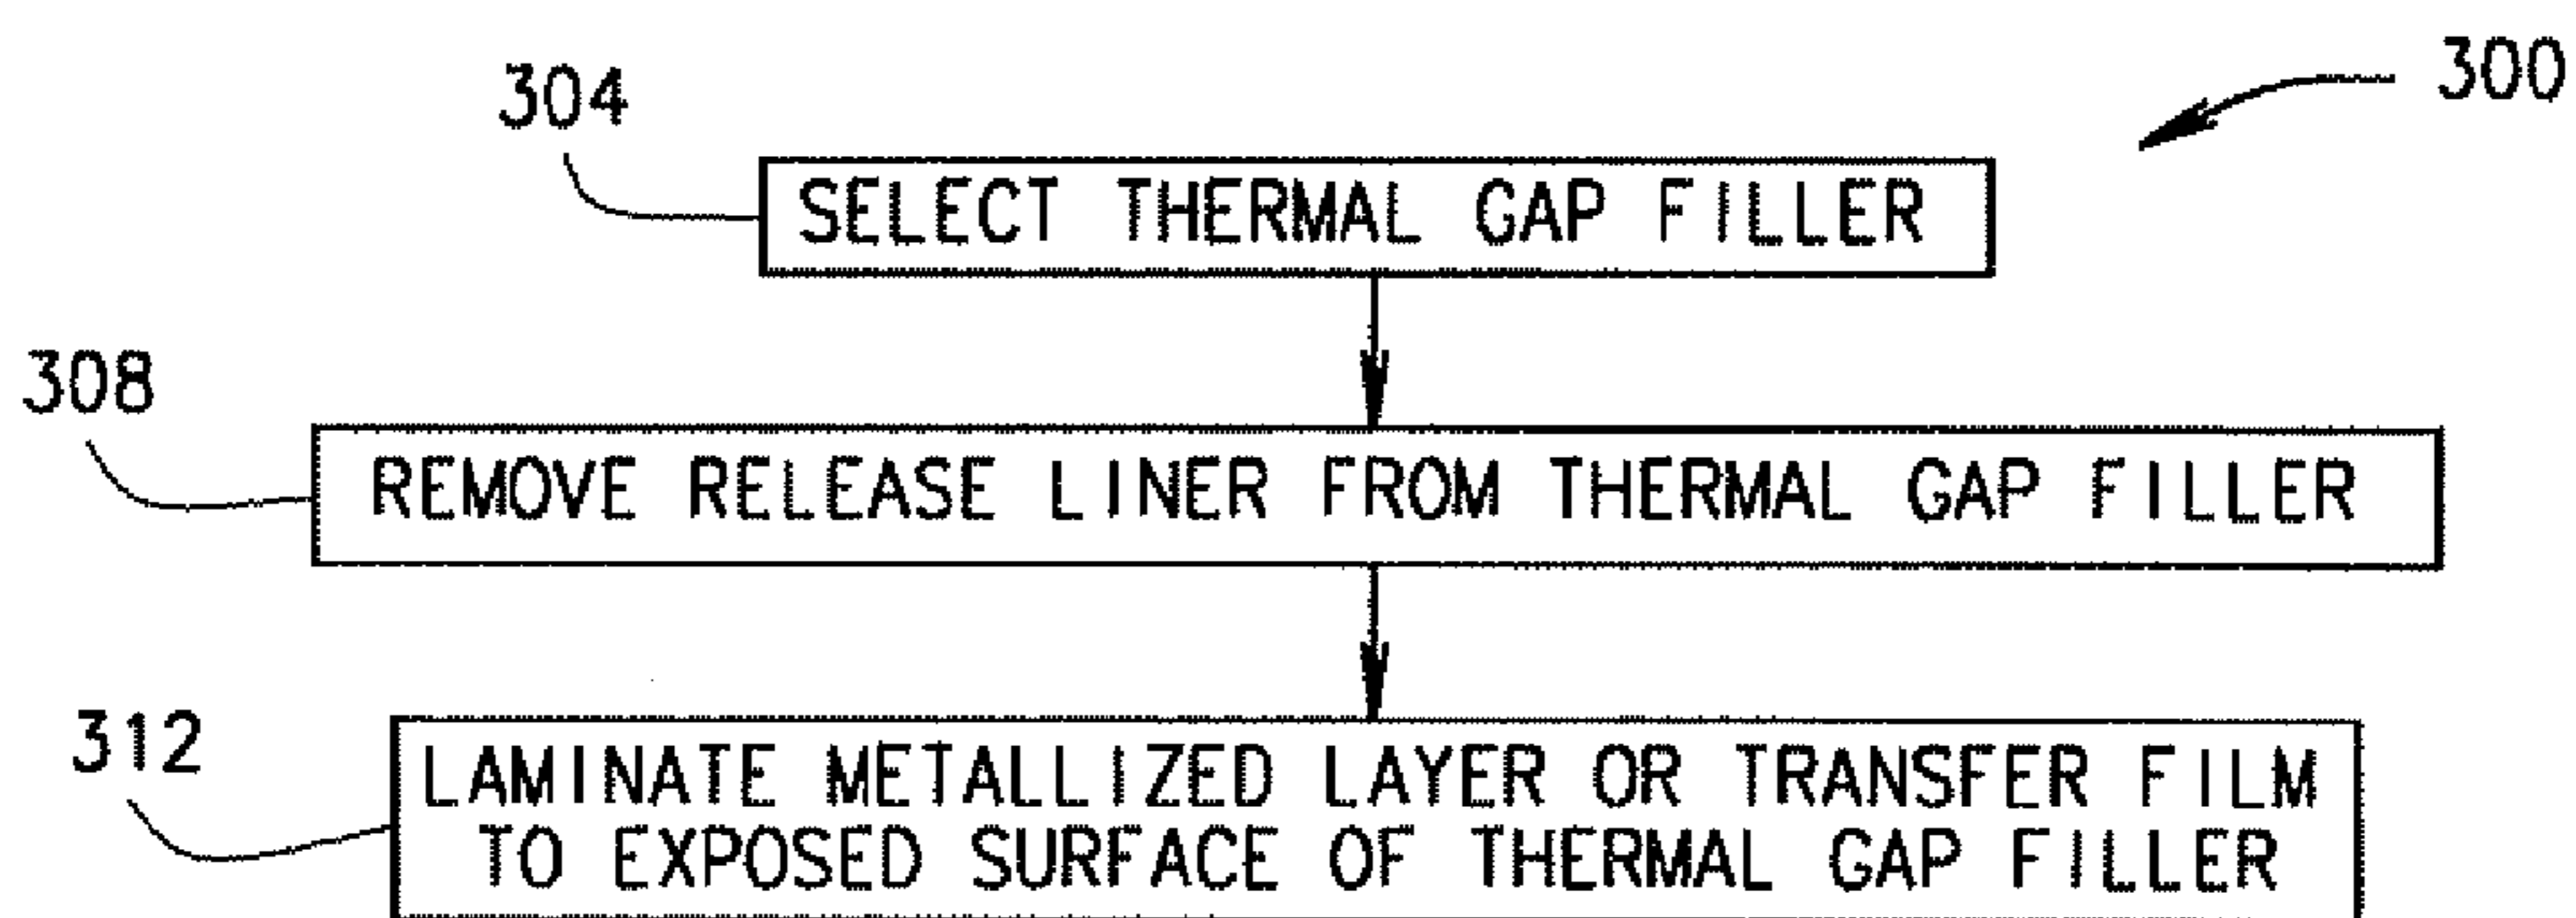 300
304
SELECT THERMAL GAP FILLER
308
REMOVE RELEASE LINER FROM THERMAL GAP FILLER
312
LAMINATE METALLIZED LAYER OR TRANSFER FILM
TO EXPOSED SURFACE OF THERMAL GAP FILLER